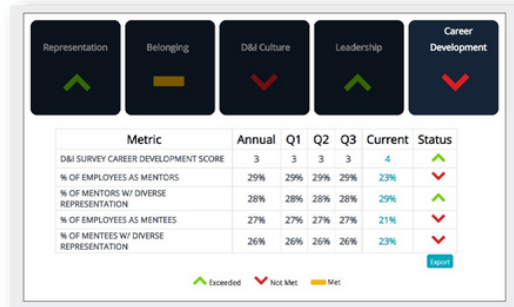 Representation
Belonging
D&I Culture
Leadership
Career
Development
Metric Annual Q1 Q2 Q3 Current Status
D&I SURVEY CAREER DEVELOPMENT SCORE 3 3 3 3 4
% OF EMPLOYEES AS MENTORS 29% 29% 29% 29% 23%
% OF MENTORS W/ DIVERSE
REPRESENTATION 28% 28% 28% 28% 29%
% OF EMPLOYEES AS MENTEES 27% 27% 27% 27% 21%
% OF MENTEES W/ DIVERSE
REPRESENTATION 26% 26% 26% 26% 23%
Export
Exceeded Not Met Met